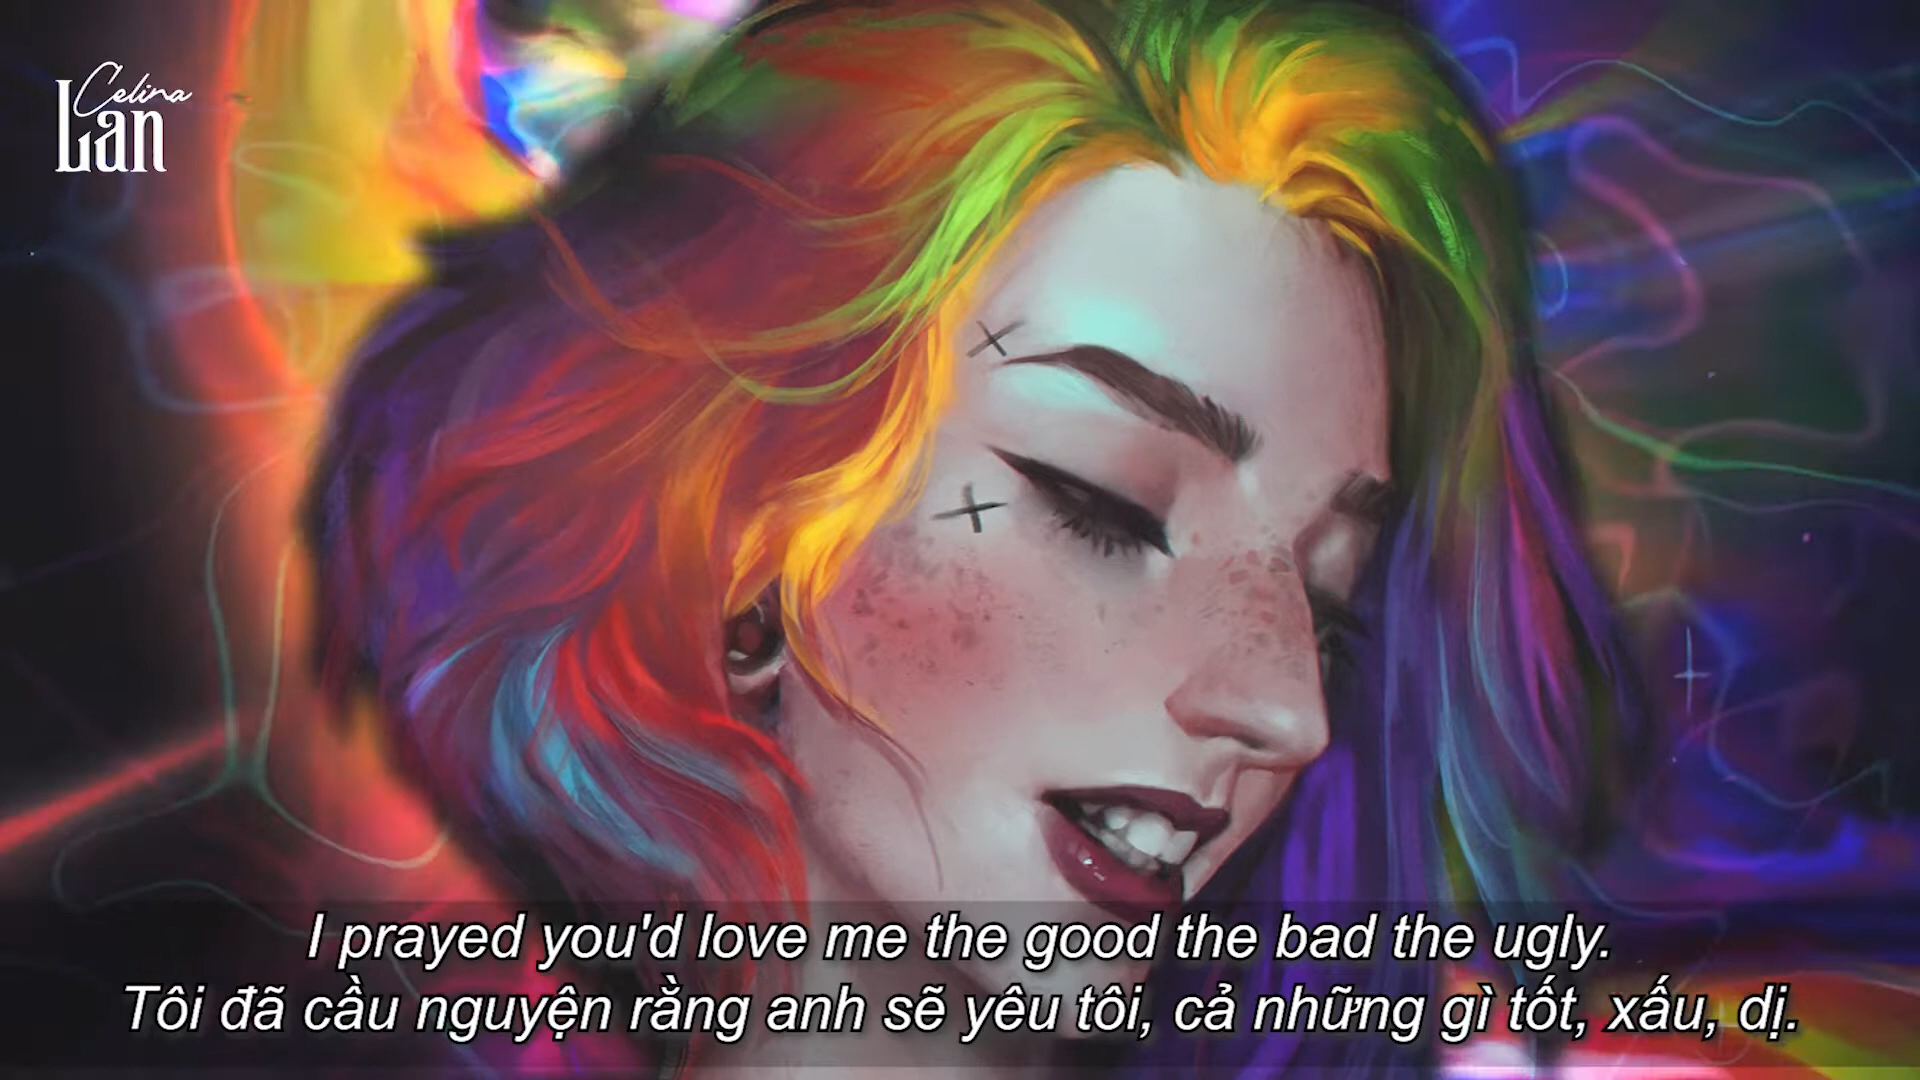 Celina
Lan
I prayed you'd love me the good the bad the ugly.
Tôi đã cầu nguyện rằng anh sẽ yêu tôi, cả những gì tốt, xấu, dị.